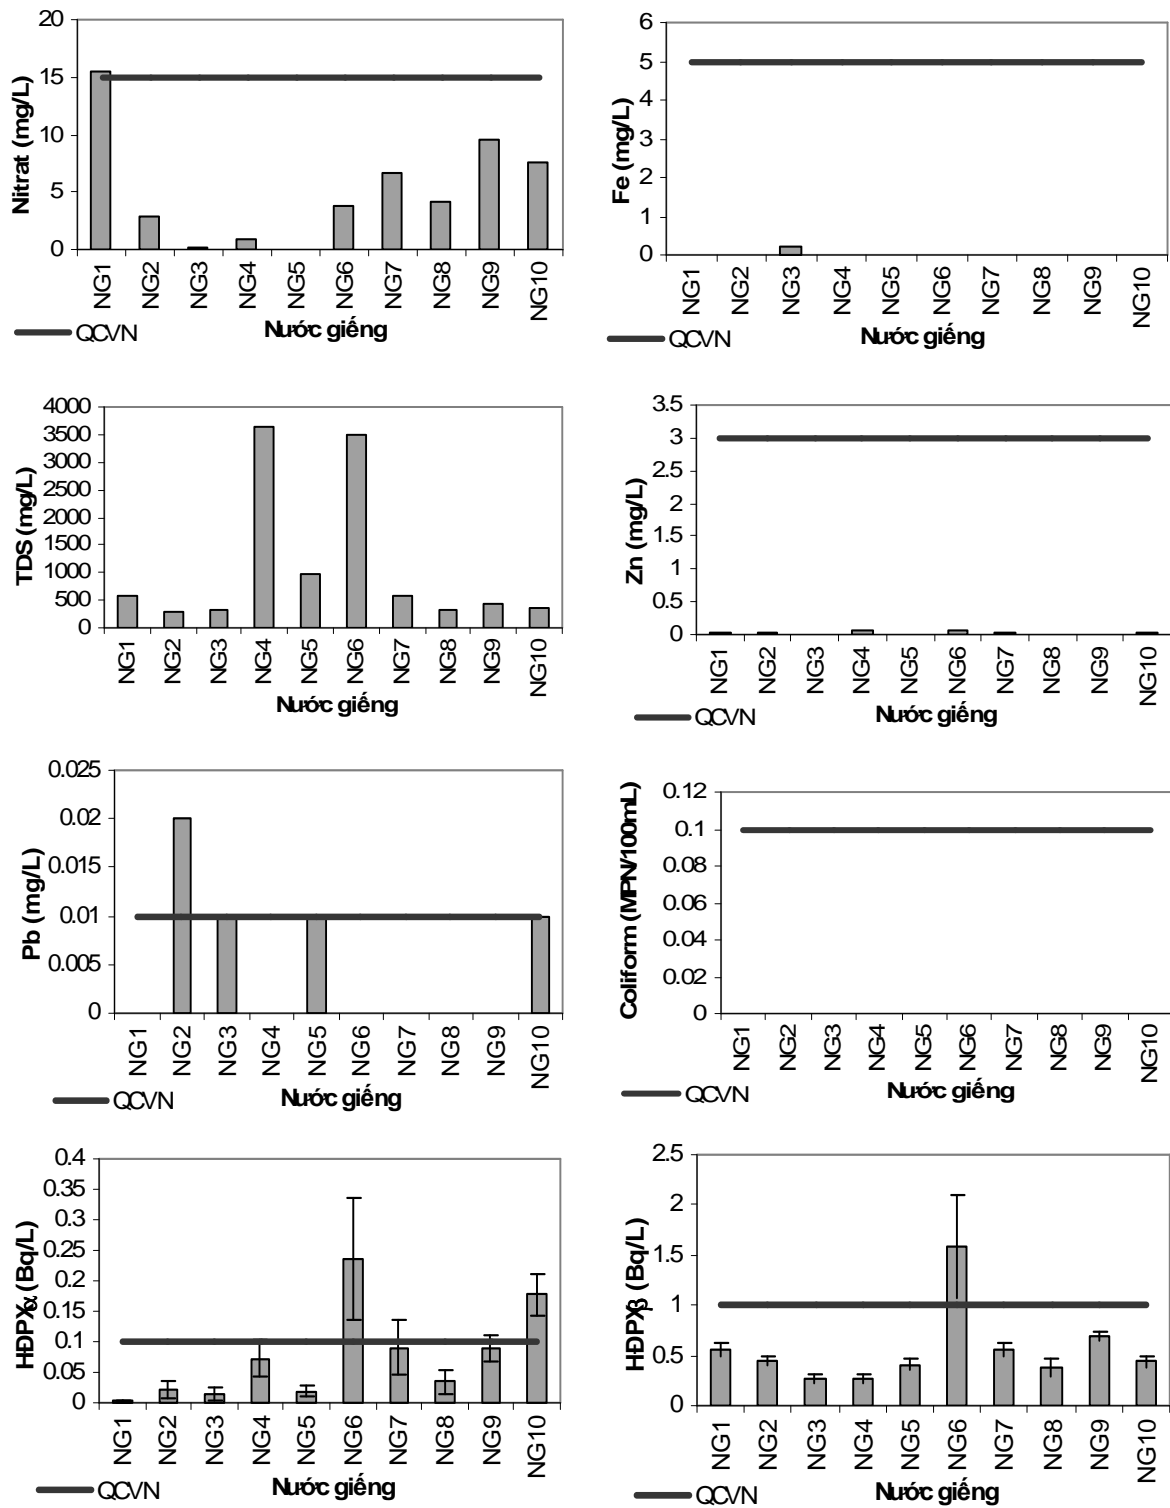 Nitrat (mg/L)
20
15
10
5
0
NG1 NG2 NG3 NG4 NG5 NG6 NG7 NG8 NG9 NG10
Nước giếng
QCVN
Fe (mg/L)
6
5
4
3
2
1
0
NG1 NG2 NG3 NG4 NG5 NG6 NG7 NG8 NG9 NG10
Nước giếng
QCVN
TDS (mg/L)
4000
3500
3000
2500
2000
1500
1000
500
0
NG1 NG2 NG3 NG4 NG5 NG6 NG7 NG8 NG9 NG10
Nước giếng
Zn (mg/L)
3.5
3
2.5
2
1.5
1
0.5
0
NG1 NG2 NG3 NG4 NG5 NG6 NG7 NG8 NG9 NG10
Nước giếng
QCVN
Pb (mg/L)
0.025
0.02
0.015
0.01
0.005
0
NG1 NG2 NG3 NG4 NG5 NG6 NG7 NG8 NG9 NG10
Nước giếng
QCVN
Coliform (MPN/100mL)
0.12
0.1
0.08
0.06
0.04
0.02
0
NG1 NG2 NG3 NG4 NG5 NG6 NG7 NG8 NG9 NG10
Nước giếng
QCVN
HĐPXα (Bq/L)
0.4
0.35
0.3
0.25
0.2
0.15
0.1
0.05
0
NG1 NG2 NG3 NG4 NG5 NG6 NG7 NG8 NG9 NG10
Nước giếng
QCVN
HĐPXβ (Bq/L)
2.5
2
1.5
1
0.5
0
NG1 NG2 NG3 NG4 NG5 NG6 NG7 NG8 NG9 NG10
Nước giếng
QCVN